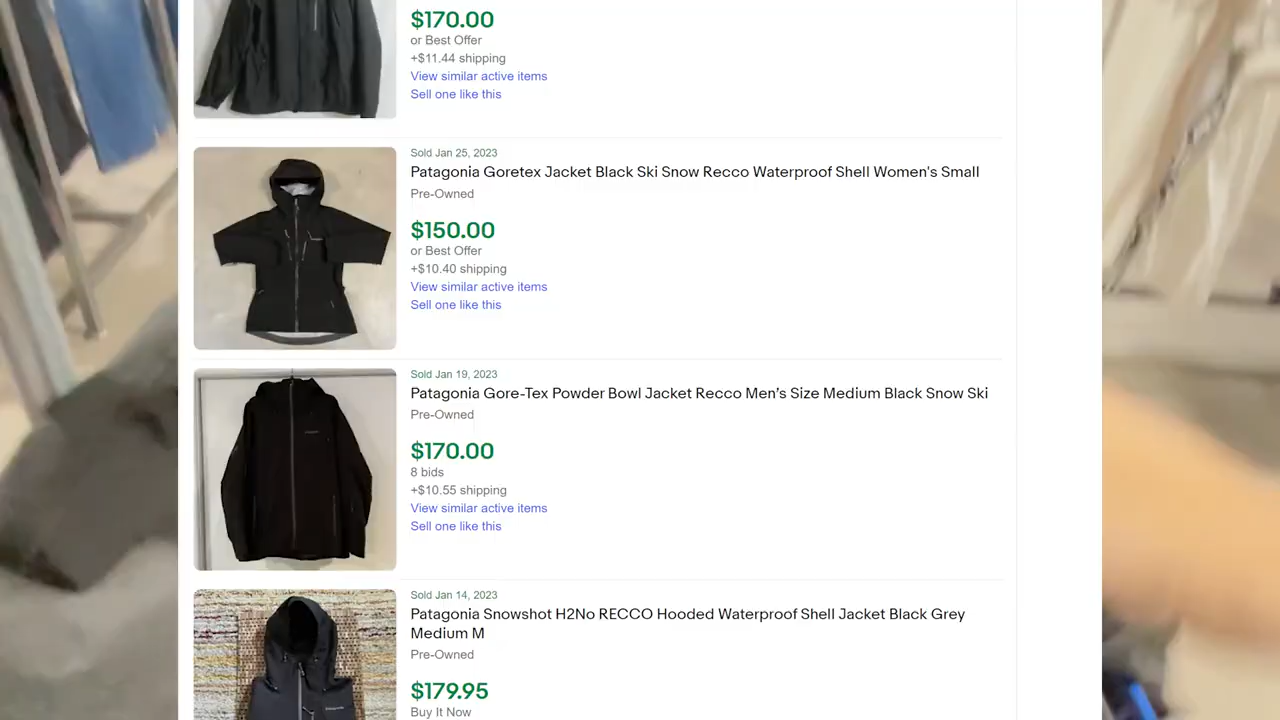 $170.00
or Best Offer
+$11.44 shipping
View similar active items
Sell one like this
Sold Jan 25, 2023
Patagonia Goretex Jacket Black Ski Snow Recco Waterproof Shell Women's Small
Pre-Owned
$150.00
or Best Offer
+$10.40 shipping
View similar active items
Sell one like this
Sold Jan 19, 2023
Patagonia Gore-Tex Powder Bowl Jacket Recco Men’s Size Medium Black Snow Ski
Pre-Owned
$170.00
8 bids
+$10.55 shipping
View similar active items
Sell one like this
Sold Jan 14, 2023
Patagonia Snowshot H2No RECCO Hooded Waterproof Shell Jacket Black Grey
Medium M
Pre-Owned
$179.95
Buy It Now